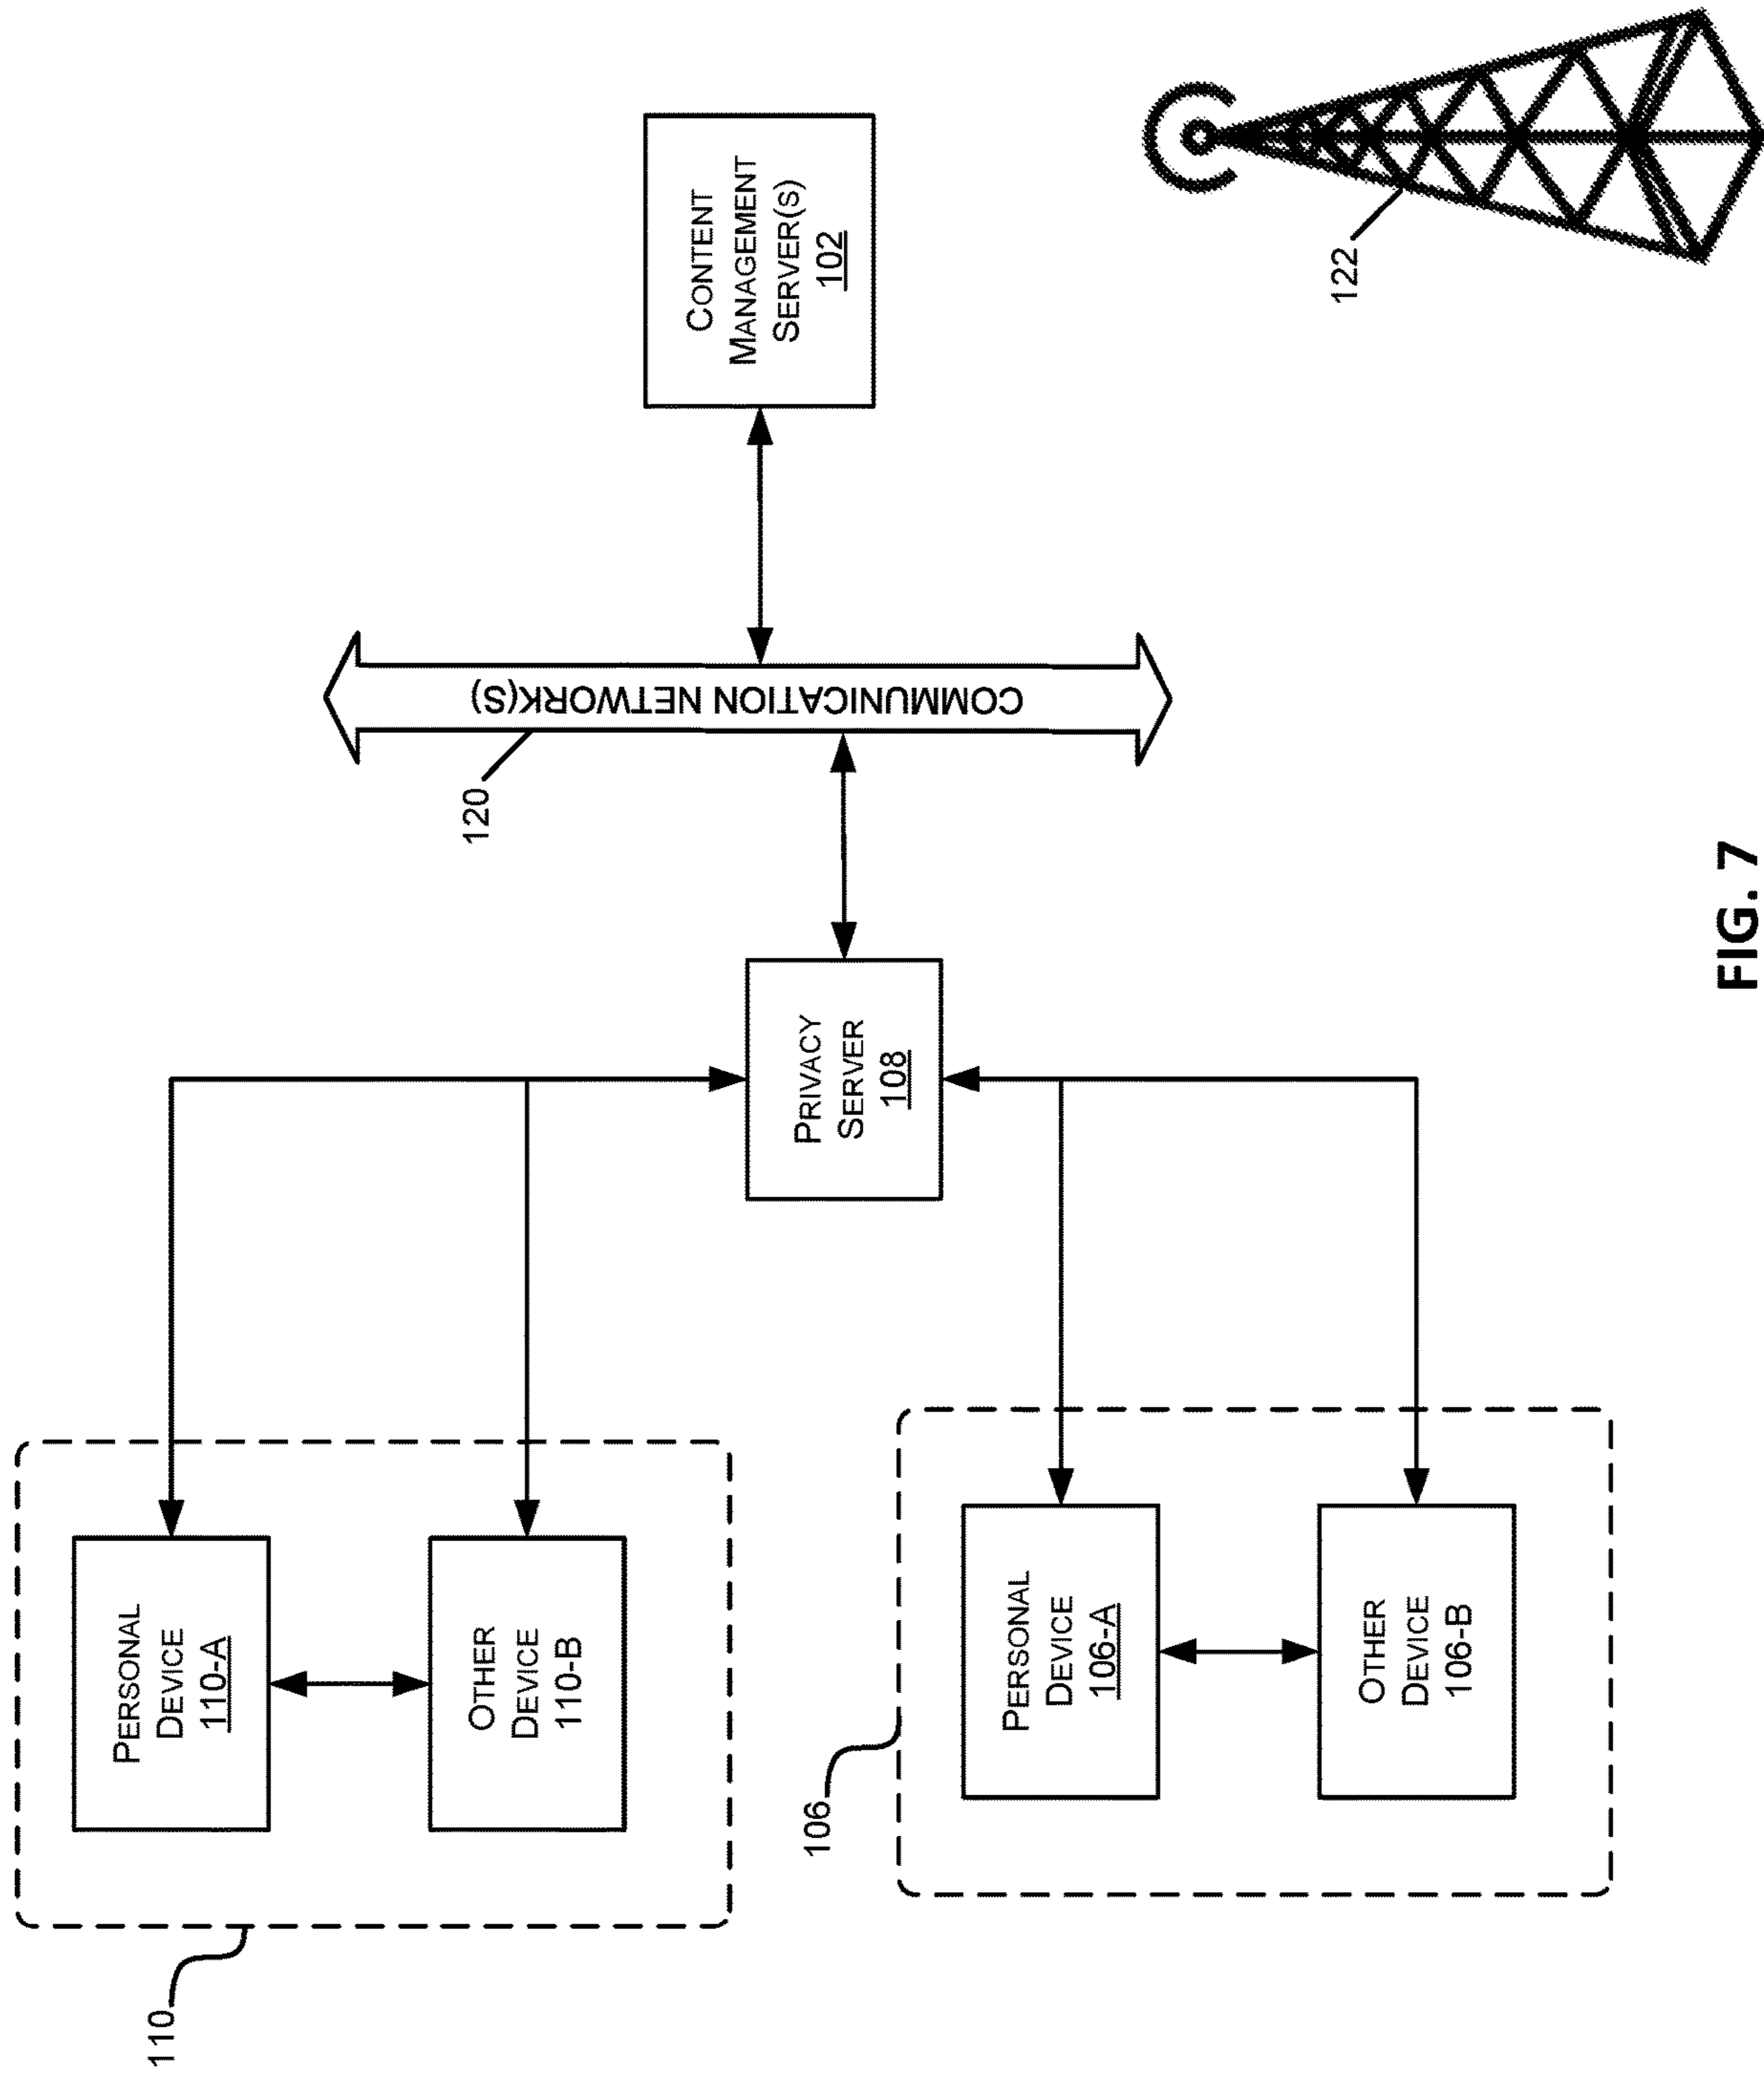 110
PERSONAL
DEVICE
110-A
OTHER
DEVICE
110-B
106
PERSONAL
DEVICE
106-A
OTHER
DEVICE
106-B
PRIVACY
SERVER
108
120
COMMUNICATION NETWORK(S)
CONTENT
MANAGEMENT
SERVER(S)
102
122
FIG. 7